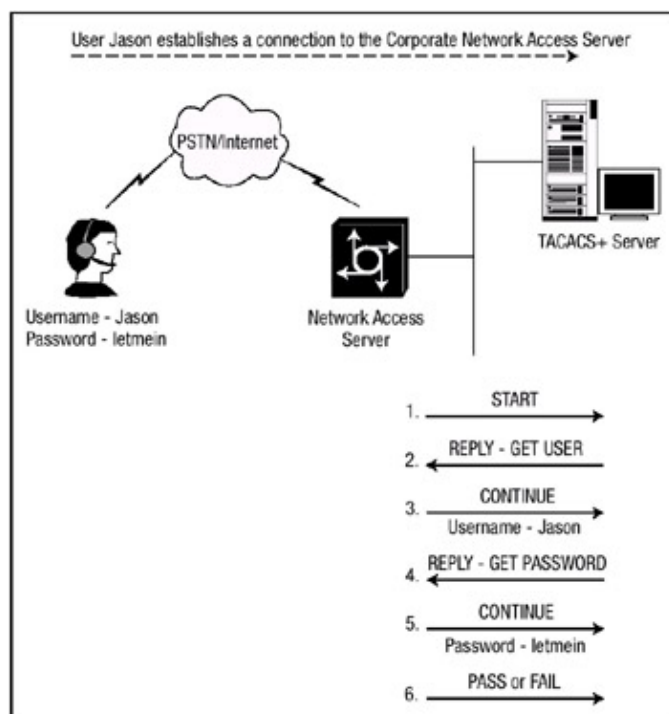 User Jason establishes a connection to the Corporate Network Access Server
PSTN/Internet
TACACS+ Server
Username - Jason
Password - letmein
Network Access
Server
1. START
2. REPLY - GET USER
3. CONTINUE
Username - Jason
4. REPLY - GET PASSWORD
5. CONTINUE
Password - letmein
6. PASS or FAIL